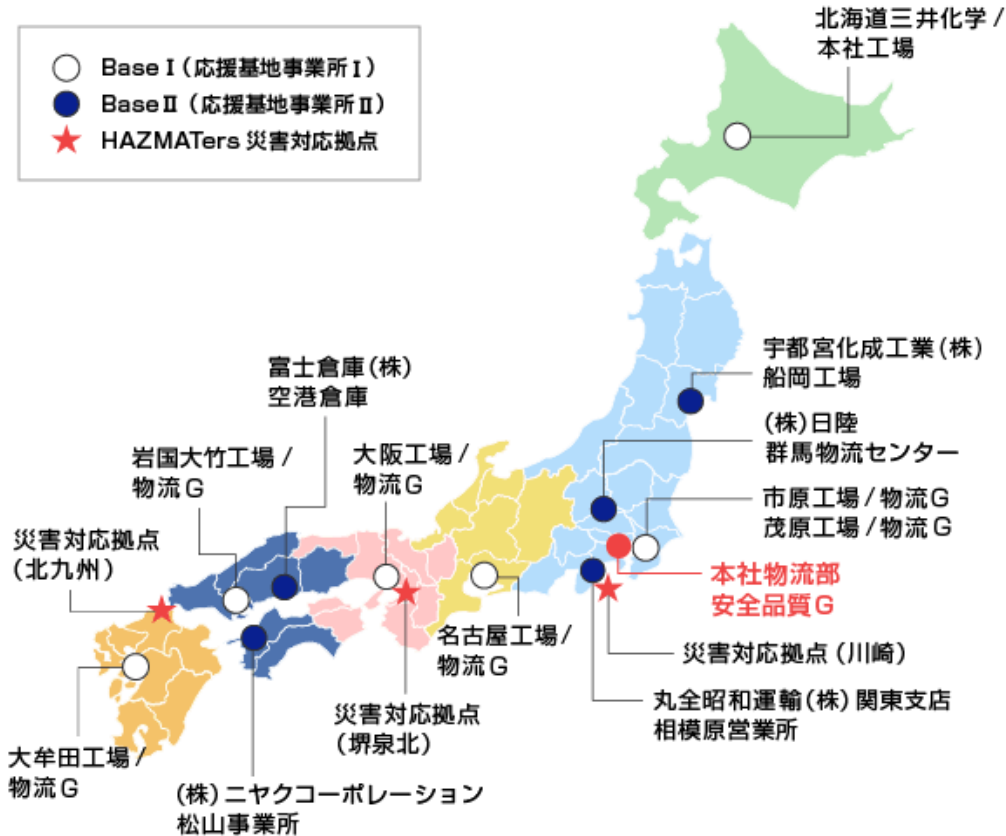 Base I (応援基地事業所 I)
Base II (応援基地事業所 II)
HAZMATers 災害対応拠点
北海道三井化学/
本社工場
宇都宮化成工業(株)
船岡工場
(株)日陸
群馬物流センター
市原工場/物流G
茂原工場/物流G
本社物流部
安全品質G
災害対応拠点(川崎)
丸全昭和運輸(株)関東支店
相模原営業所
富士倉庫(株)
空港倉庫
岩国大竹工場/
物流G
大阪工場/
物流G
災害対応拠点
(北九州)
名古屋工場/
物流G
災害対応拠点
(堺泉北)
大牟田工場/
物流G
(株)ニヤクコーポレーション
松山事業所